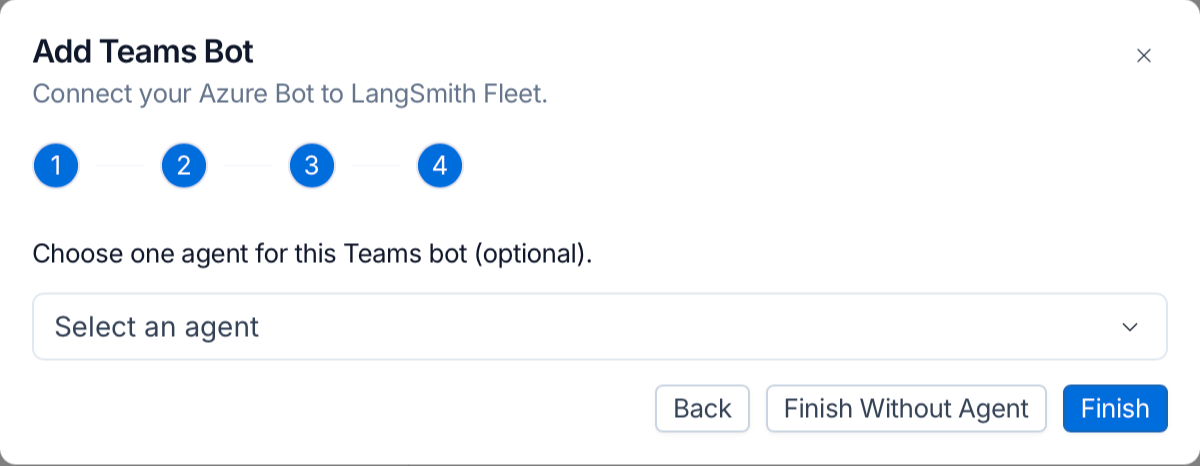 Add Teams Bot
Connect your Azure Bot to LangSmith Fleet.
1 2 3 4
Choose one agent for this Teams bot (optional).
Select an agent
Back Finish Without Agent Finish